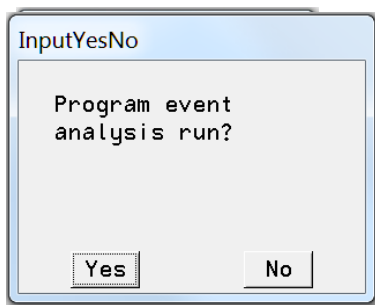 InputYesNo
Program event
analysis run?
Yes No